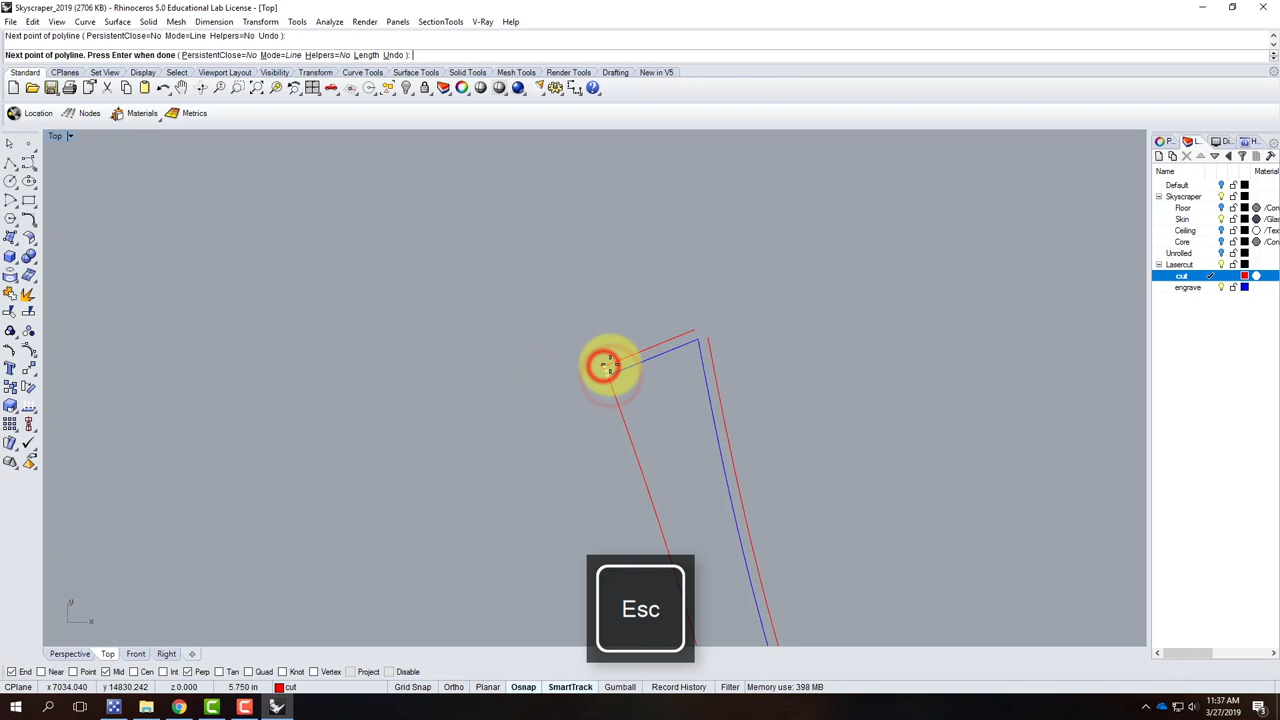 Skyscraper_2019 (2706 KB) - Rhinoceros 5.0 Educational Lab License - [Top]
File Edit View Curve Surface Solid Mesh Dimension Transform Tools Analyze Render Panels SectionTools V-Ray Help
Next point of polyline ( PersistentClose=No Mode=Line Helpers=No Undo ):
Next point of polyline. Press Enter when done ( PersistentClose=No Mode=Line Helpers=No Length Undo ):
Standard CPlanes Set View Display Select Viewport Layout Visibility Transform Curve Tools Surface Tools Solid Tools Mesh Tools Render Tools Drafting New in V5
Location Nodes Materials Metrics
Top
P... L... Di... H...
Name Material
Default
Skyscraper
Floor /Con
Skin /Glas
Ceiling /Tex
Core /Con
Unrolled
Lasercut
cut
engrave
Esc
y
x
Perspective Top Front Right
End Near Point Mid Cen Int Perp Tan Quad Knot Vertex Project Disable
CPlane x 7034.040 y 14830.242 z 0.000 5.750 in cut Grid Snap Ortho Planar Osnap SmartTrack Gumball Record History Filter Memory use: 398 MB
11:37 AM
3/27/2019